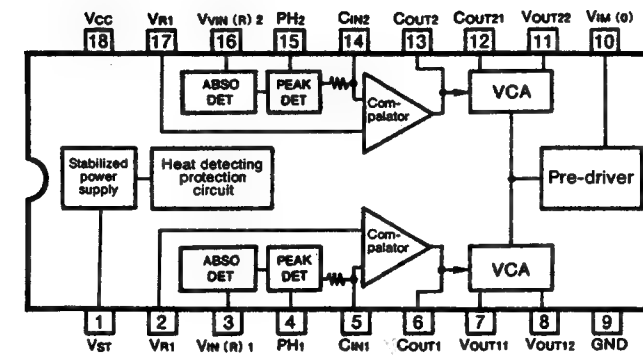 VCC VR1 VVIN (R) 2 PH2 CIN2 COUT2 COUT21 VOUT22 VIM (G)
18 17 16 15 14 13 12 11 10
ABSO DET
PEAK DET
Com-
palator
VCA
Stabilized
power
supply
Heat detecting
protection
circuit
Pre-driver
Com-
palator
ABSO
DET
PEAK
DET
VCA
1 2 3 4 5 6 7 8 9
VST VR1 VIN (R) 1 PH1 CIN1 COUT1 VOUT11 VOUT12 GND